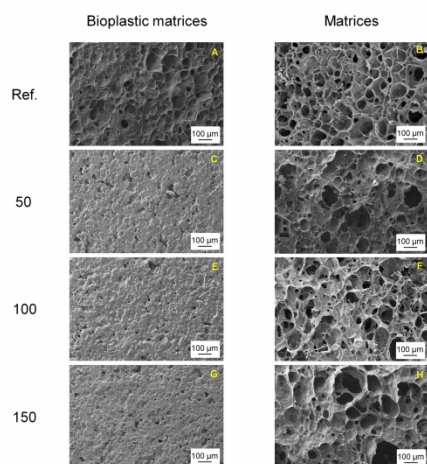 Bioplastic matrices Matrices
Ref. A B
100 µm 100 µm
50 C D
100 µm 100 µm
100 E F
100 µm 100 µm
150 G H
100 µm 100 µm